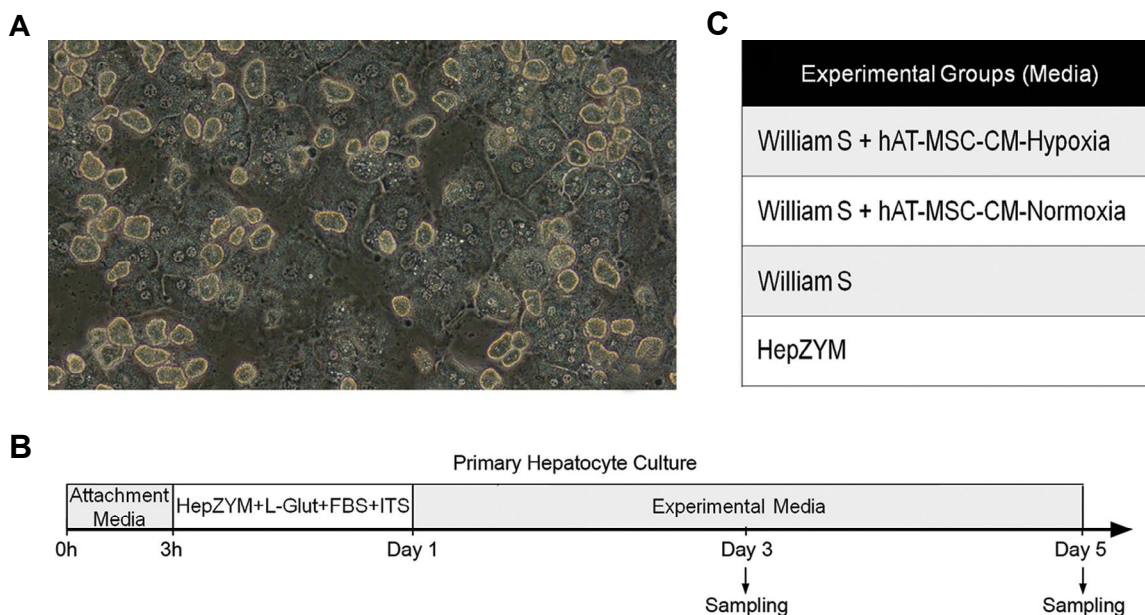 A
C
Experimental Groups (Media)
William S + hAT-MSC-CM-Hypoxia
William S + hAT-MSC-CM-Normoxia
William S
HepZYM
B
Primary Hepatocyte Culture
Attachment
Media
HepZYM+L-Glut+FBS+ITS
Experimental Media
0h
3h
Day 1
Day 3
Day 5
Sampling
Sampling